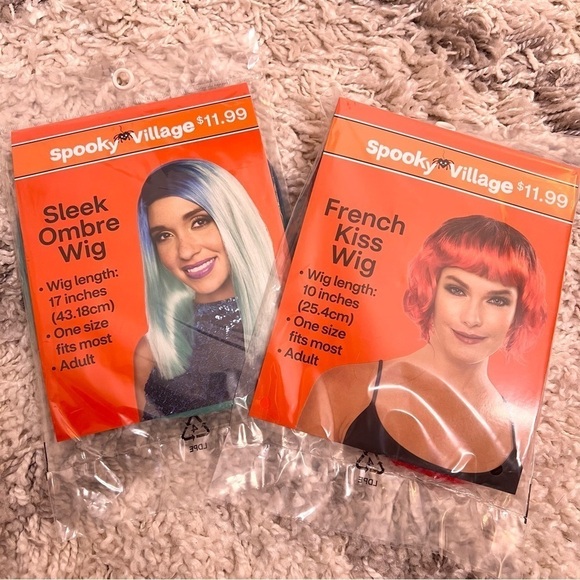 Spooky Village $11.99
Sleek
Ombre
Wig
• Wig length:
17 inches
(43.18cm)
• One size
fits most
• Adult
LDPE
Spooky Village $11.99
French
Kiss
Wig
• Wig length:
10 inches
(25.4cm)
• One size
fits most
• Adult
LDPE